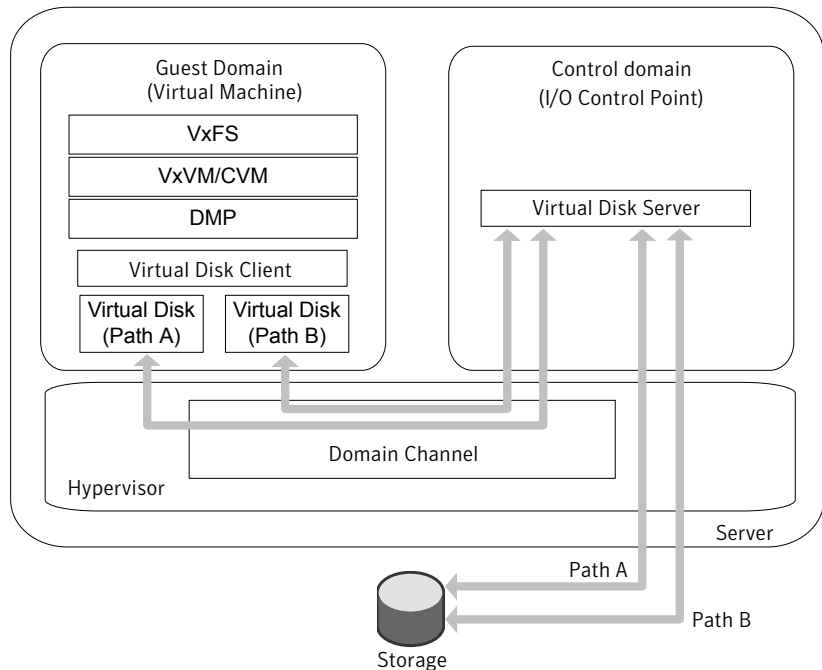 Guest Domain
(Virtual Machine)
VxFS
VxVM/CVM
DMP
Virtual Disk Client
Virtual Disk
(Path A)
Virtual Disk
(Path B)
Control domain
(I/O Control Point)
Virtual Disk Server
Domain Channel
Hypervisor
Server
Path A
Path B
Storage